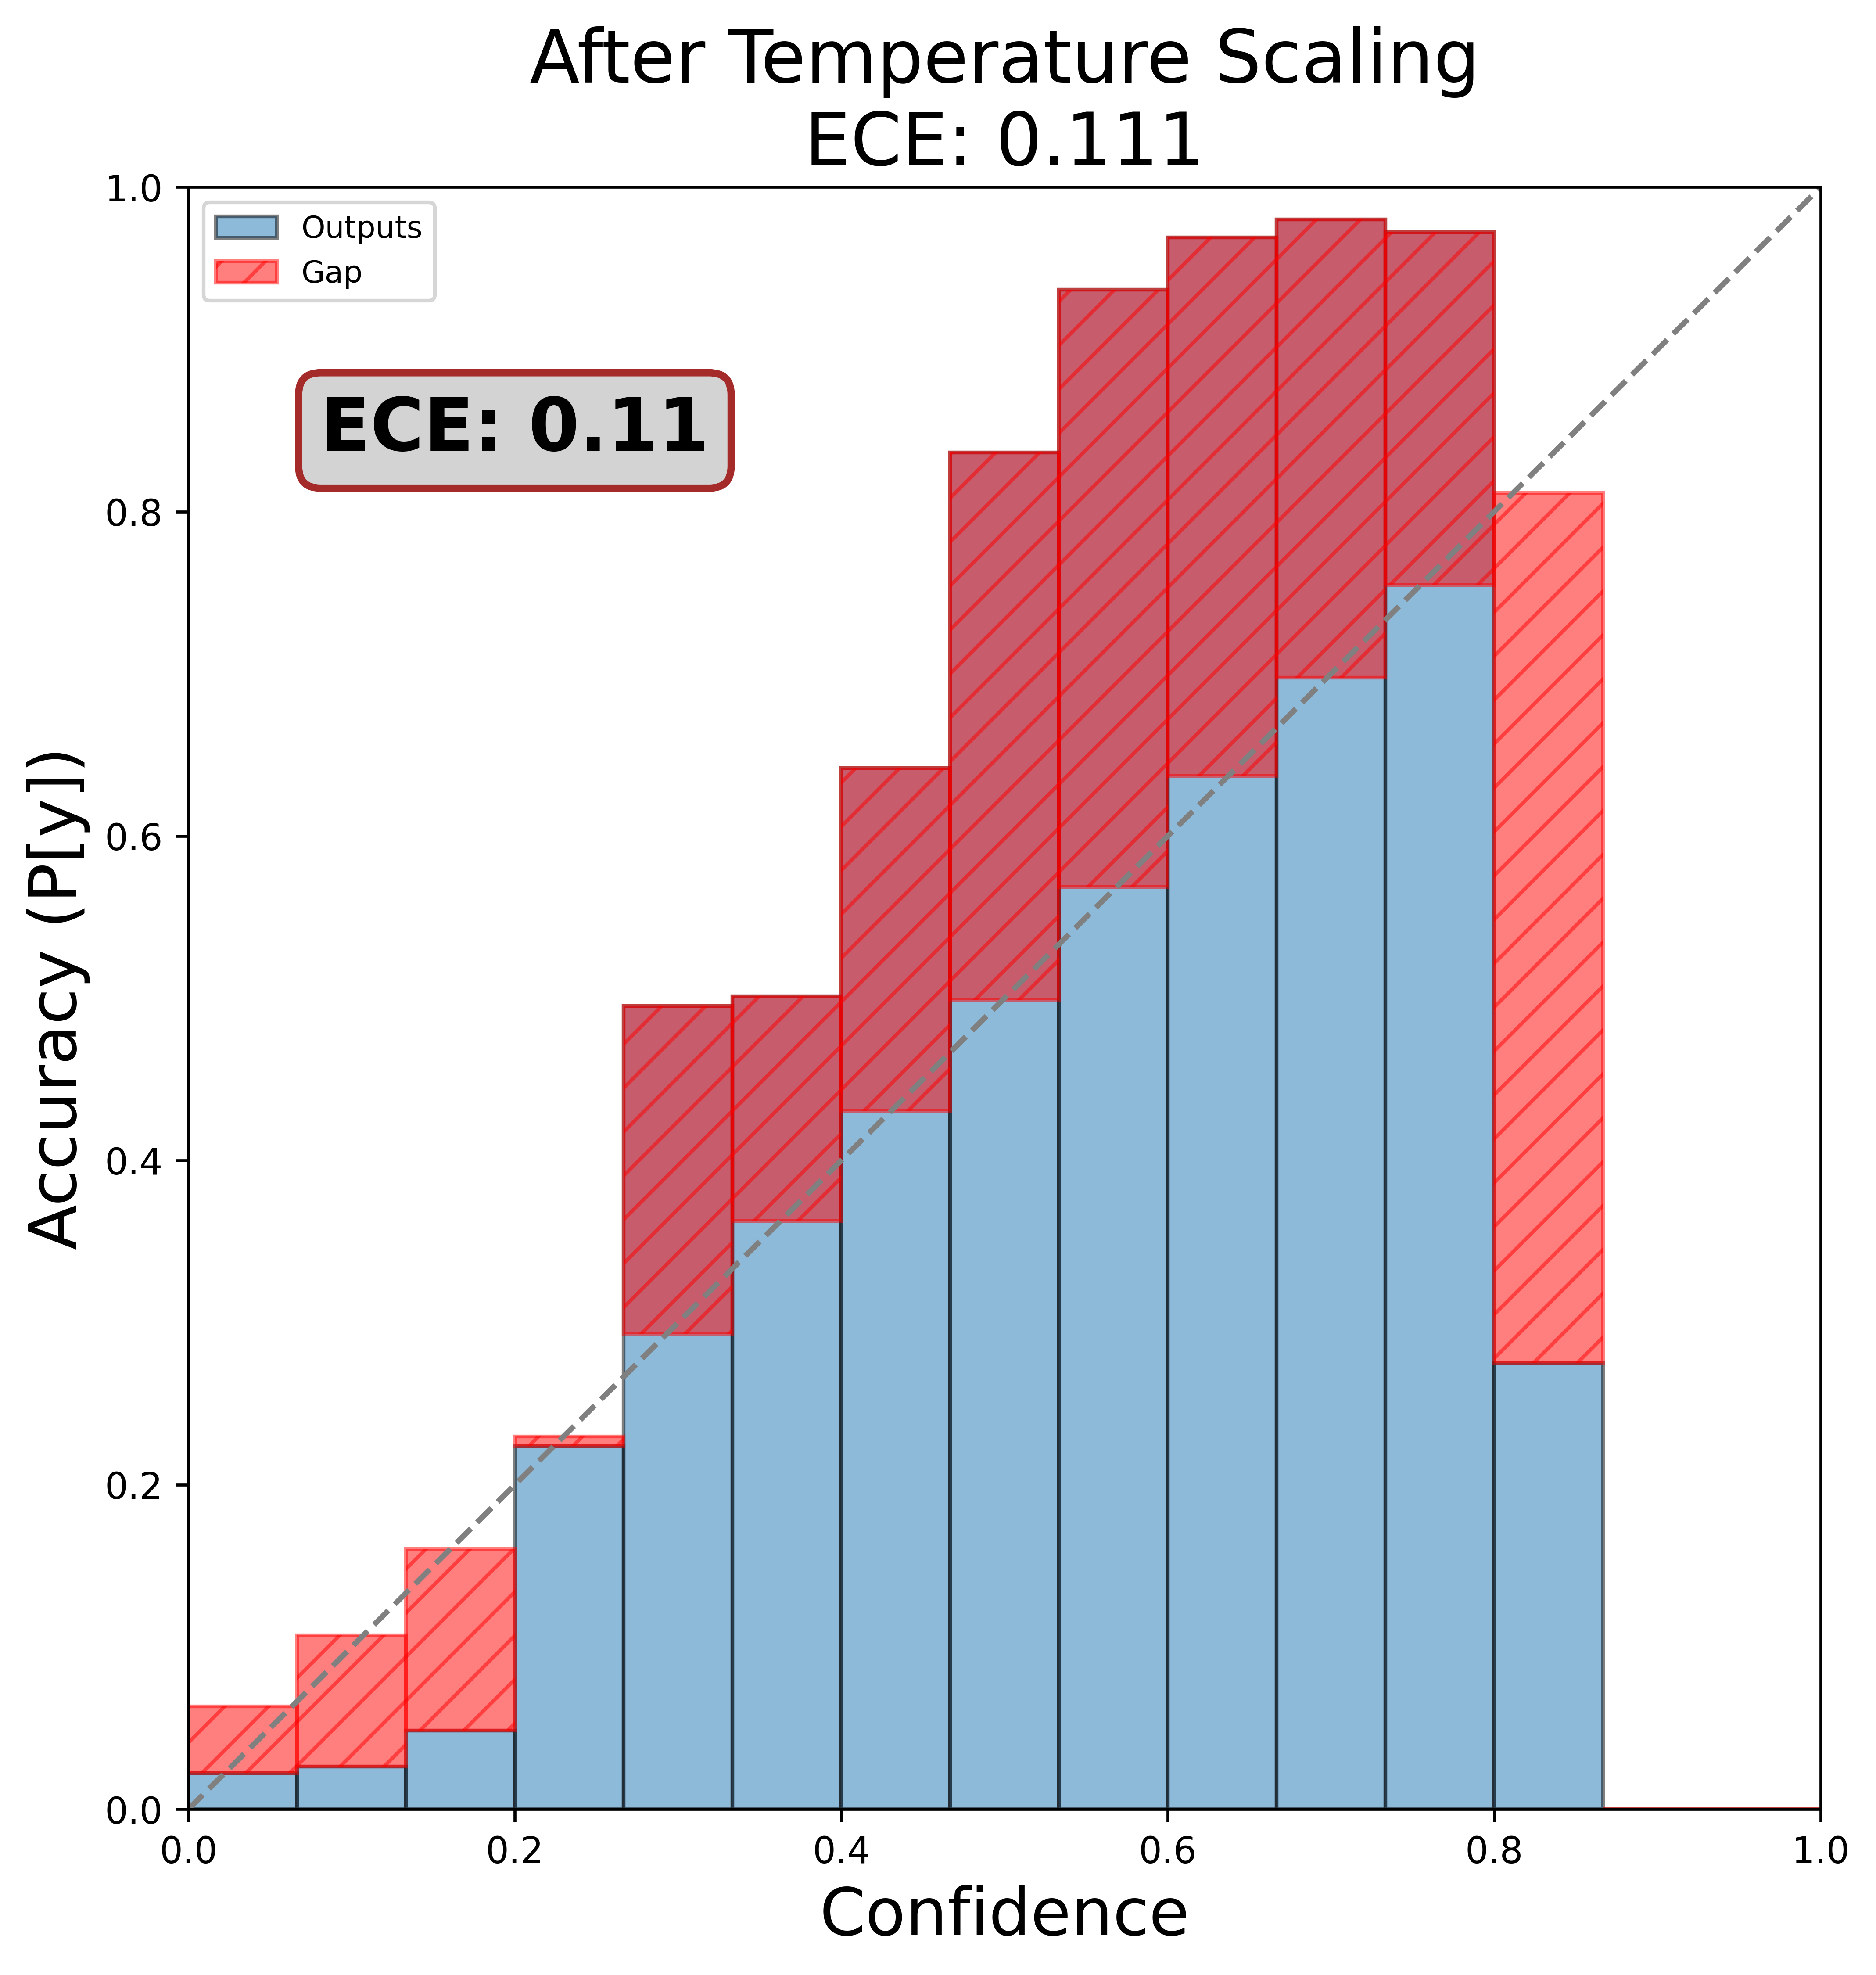 After Temperature Scaling
ECE: 0.111
1.0
Outputs
Gap
ECE: 0.11
0.8
0.6
0.4
0.2
0.0
Accuracy (P[y])
0.0 0.2 0.4 0.6 0.8 1.0
Confidence